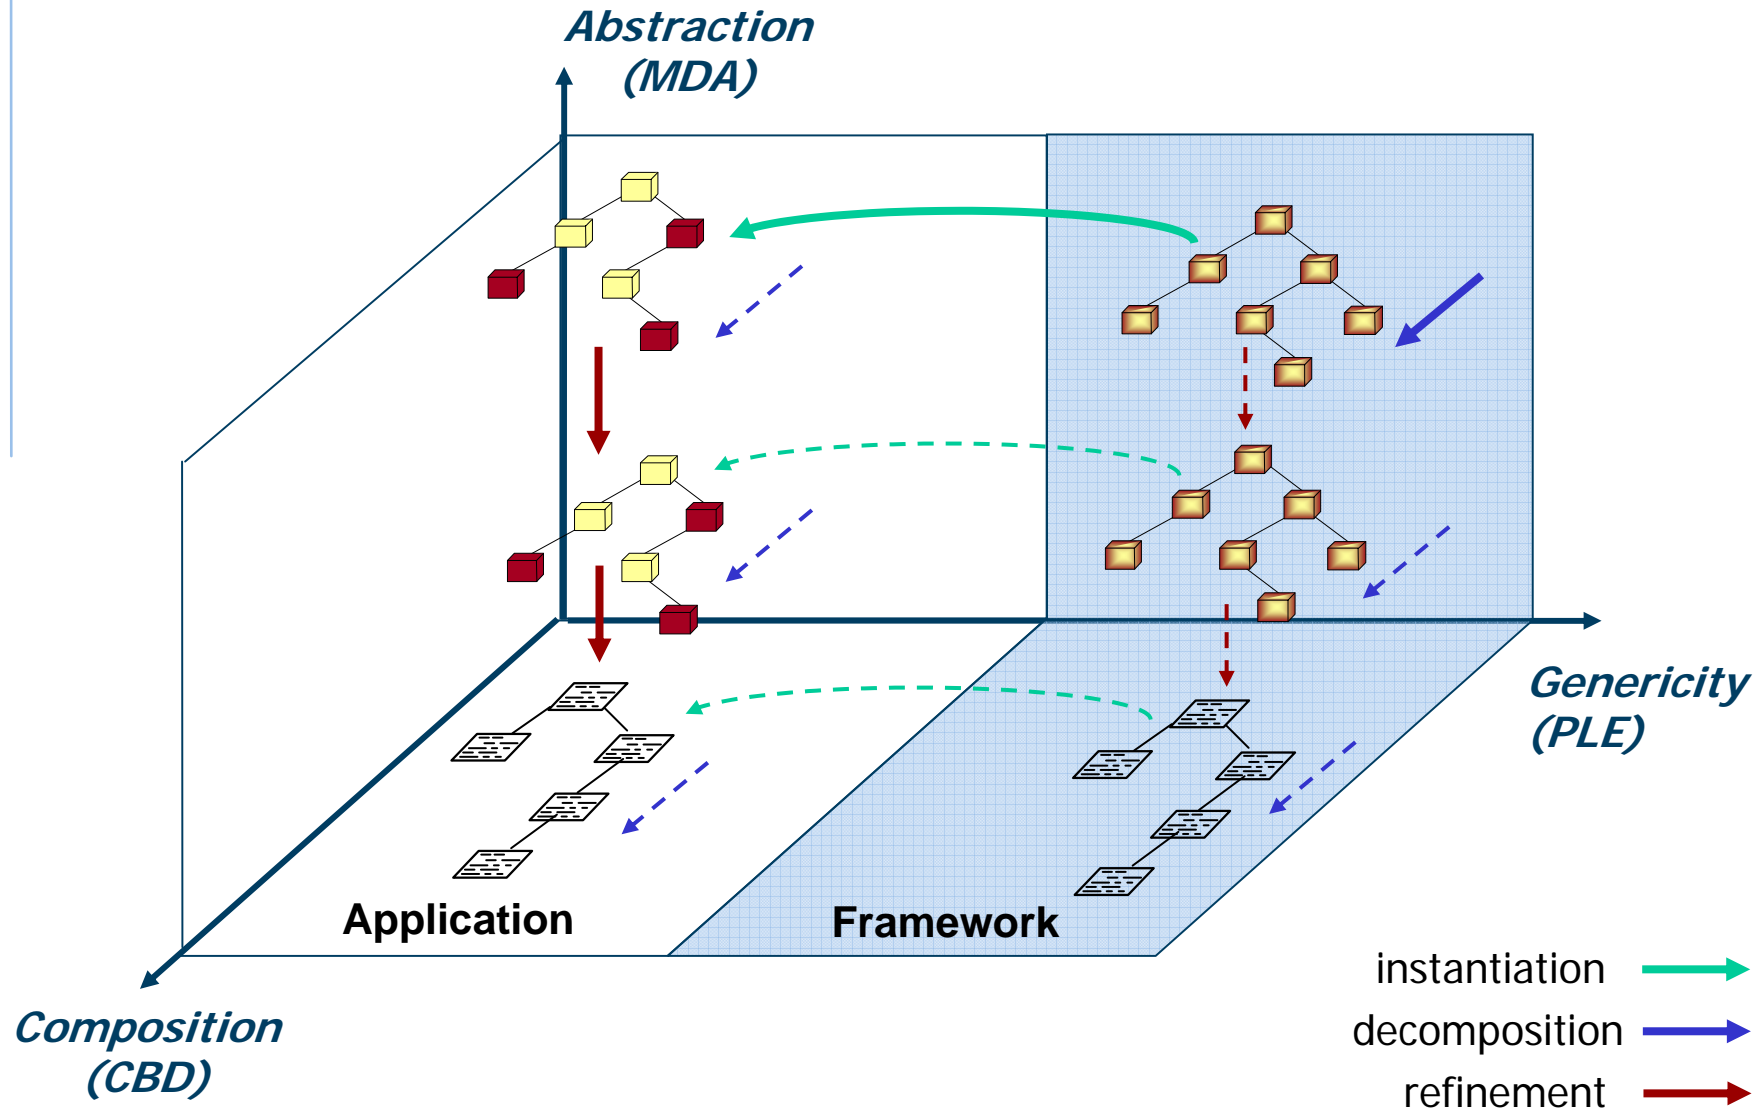 Abstraction
(MDA)
Genericity
(PLE)
Application
Framework
Composition
(CBD)
instantiation
decomposition
refinement